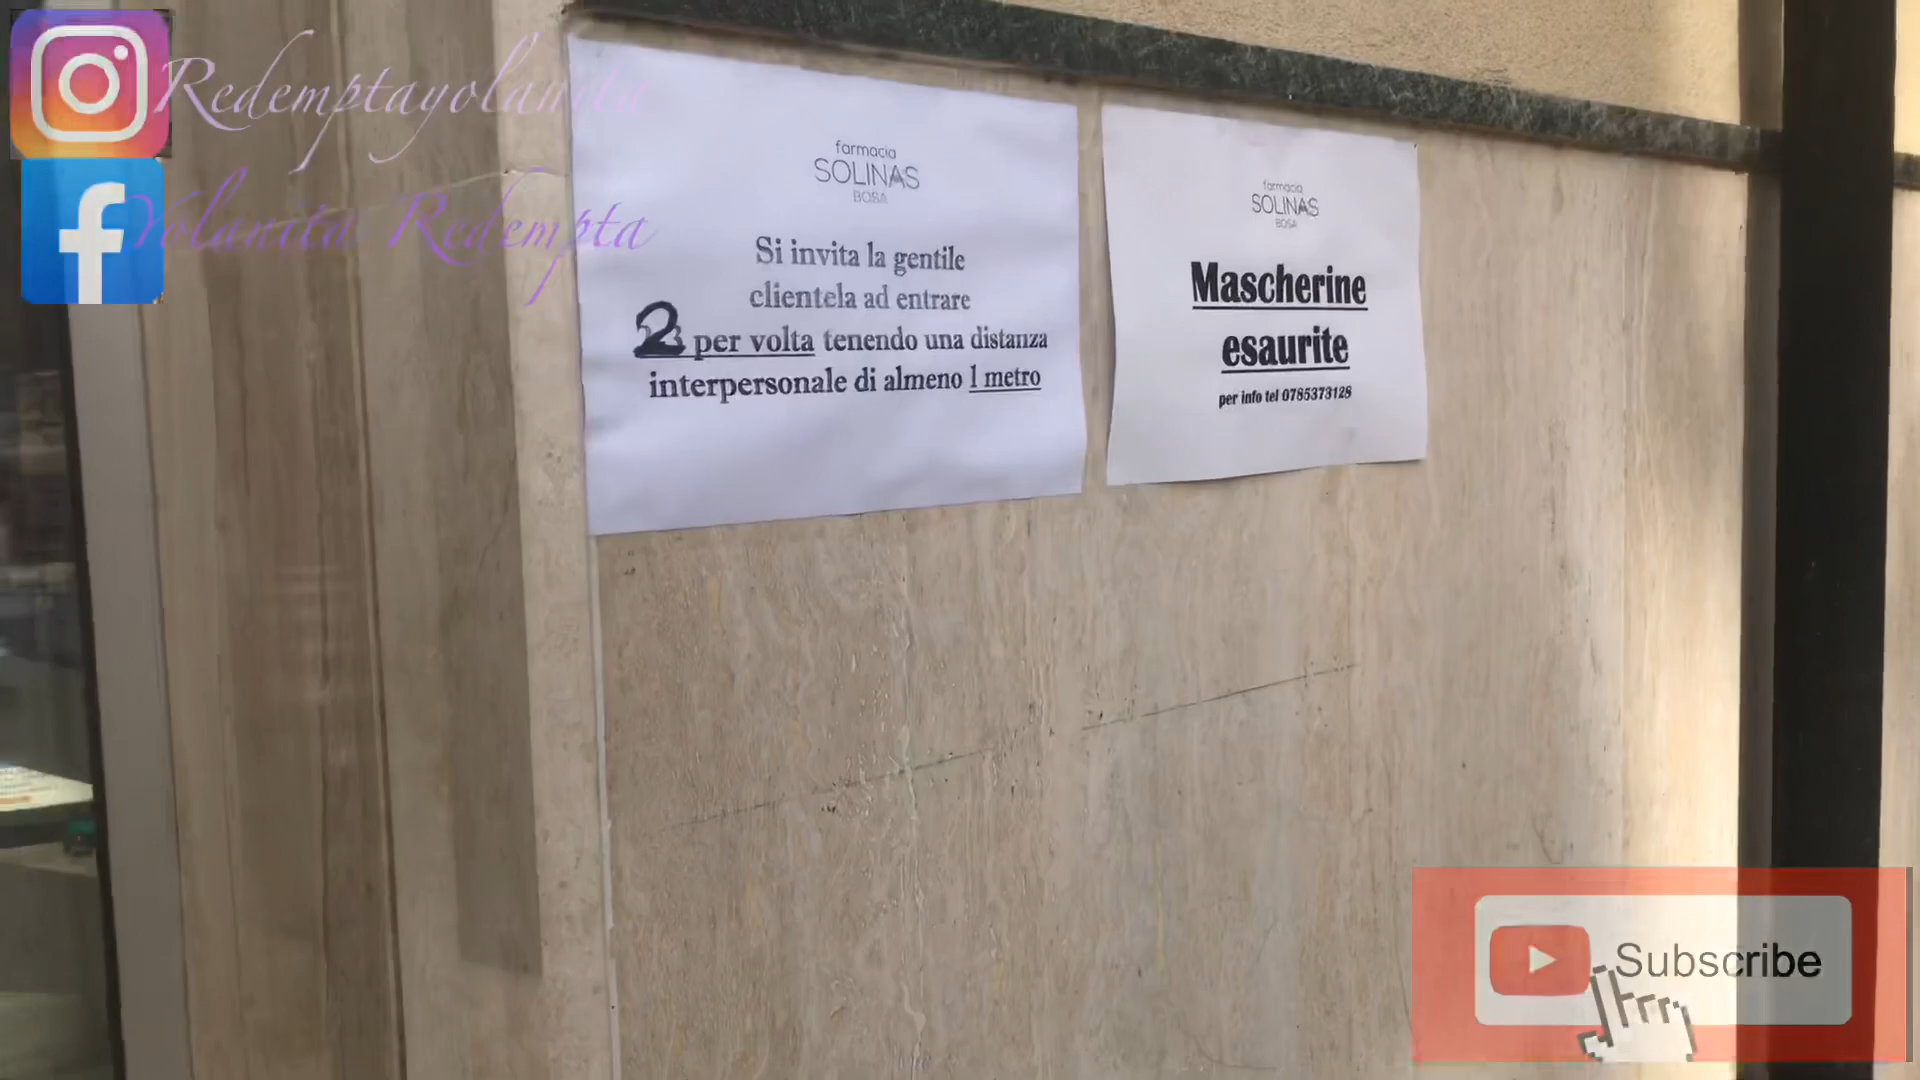 Redemptayolanita
Yolanita Redempta
farmacia
SOLINAS
BOSA
Si invita la gentile
clientela ad entrare
2 per volta tenendo una distanza
interpersonale di almeno 1 metro
farmacia
SOLINAS
BOSA
Mascherine
esaurite
per info tel 0785373128
Subscribe